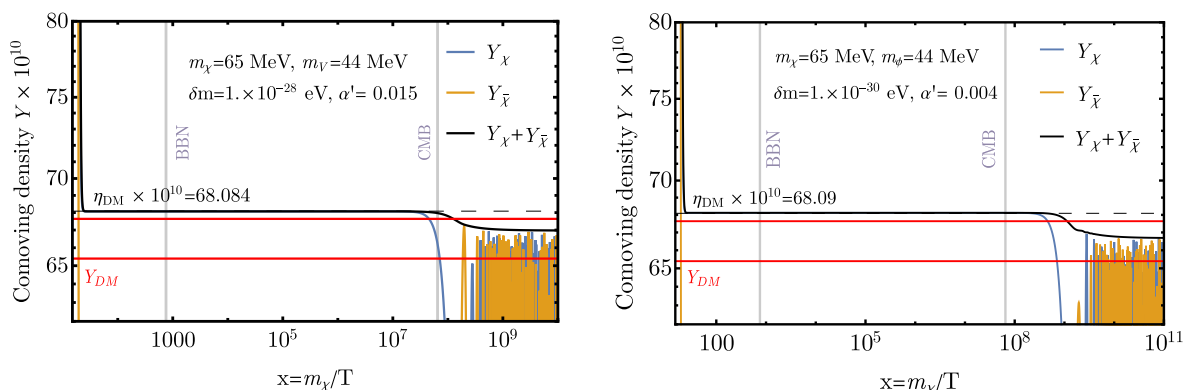 Comoving density Y × 10^10
80
75
70
65
m_χ=65 MeV, m_V=44 MeV
δm=1.×10^−28 eV, α'= 0.015
Y_χ
Y_χ̄
Y_χ+Y_χ̄
BBN
CMB
η_DM × 10^10=68.084
Y_DM
1000
10^5
10^7
10^9
x=m_χ/T
Comoving density Y × 10^10
80
75
70
65
m_χ=65 MeV, m_ϕ=44 MeV
δm=1.×10^−30 eV, α'= 0.004
Y_χ
Y_χ̄
Y_χ+Y_χ̄
BBN
CMB
η_DM × 10^10=68.09
Y_DM
100
10^5
10^8
10^11
x=m_χ/T